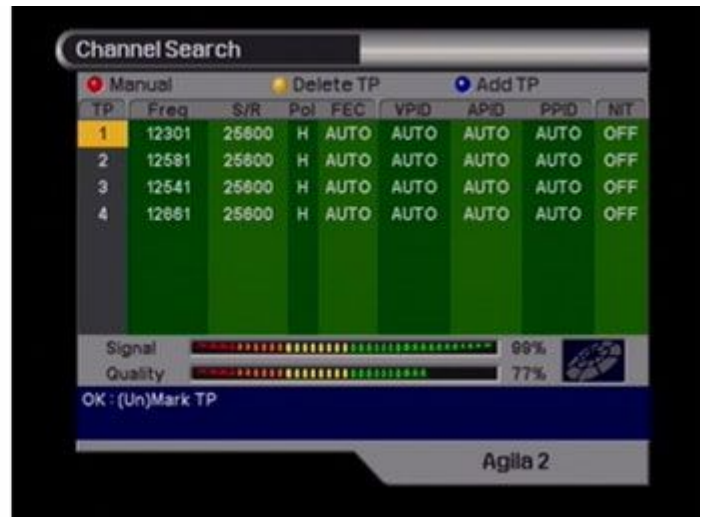 Channel Search
Manual Delete TP Add TP
TP Freq S/R Pol FEC VPID APID PPID NIT
1 12301 25600 H AUTO AUTO AUTO AUTO OFF
2 12581 25600 H AUTO AUTO AUTO AUTO OFF
3 12541 25600 H AUTO AUTO AUTO AUTO OFF
4 12661 25600 H AUTO AUTO AUTO AUTO OFF
Signal 99%
Quality 77%
OK : (Un)Mark TP
Agila 2